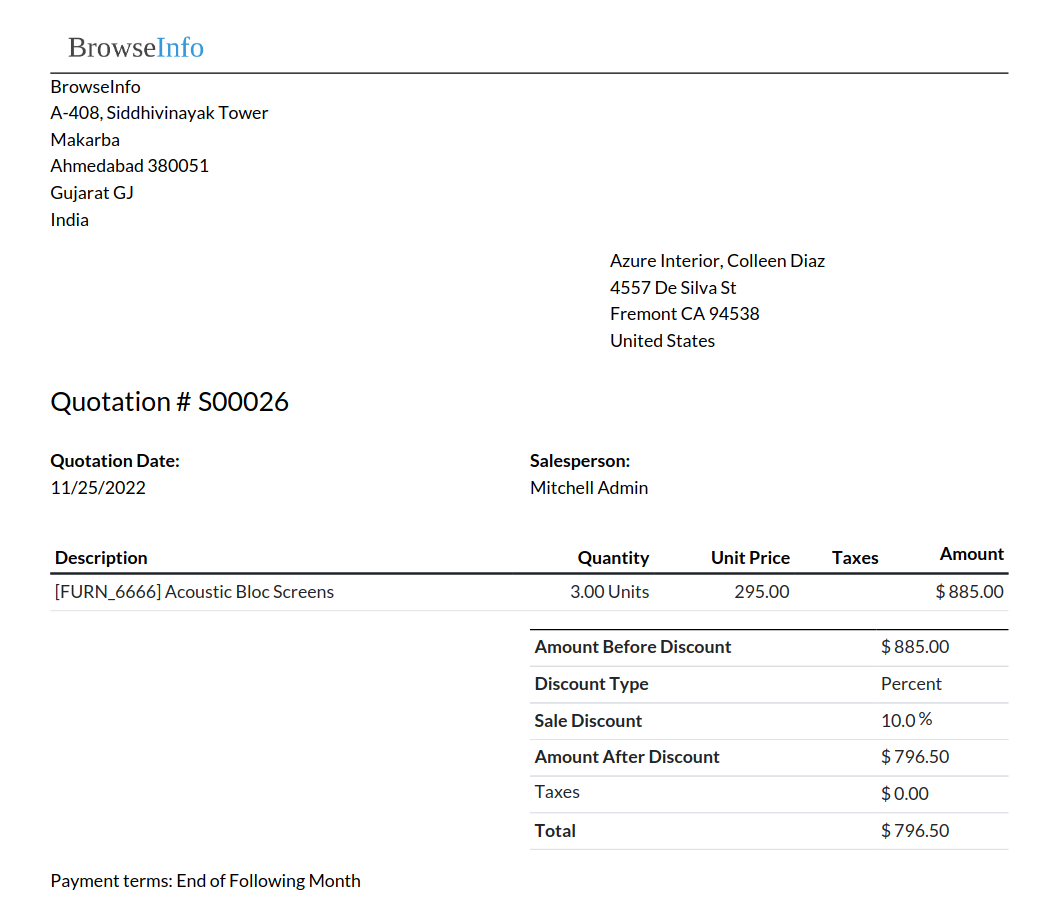 BrowseInfo
BrowseInfo
A-408, Siddhivinayak Tower
Makarba
Ahmedabad 380051
Gujarat GJ
India
Azure Interior, Colleen Diaz
4557 De Silva St
Fremont CA 94538
United States
Quotation # S00026
Quotation Date: Salesperson:
11/25/2022 Mitchell Admin
Description Quantity Unit Price Taxes Amount
[FURN_6666] Acoustic Bloc Screens 3.00 Units 295.00 $ 885.00
Amount Before Discount $ 885.00
Discount Type Percent
Sale Discount 10.0 %
Amount After Discount $ 796.50
Taxes $ 0.00
Total $ 796.50
Payment terms: End of Following Month